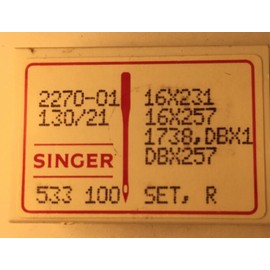 2270-01 16X231
130/21 16X257
1738,DBX1
SINGER DBX257
533 100 SET, R